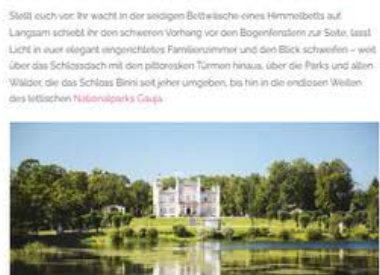 Stellt euch vor: Ihr wacht in der seidigen Bettwäsche eines Himmelbetts auf.
Langsam schiebt ihr den schweren Vorhang vor den Bogenfenstern zur Seite, lasst
Licht in euer elegant eingerichtetes Familienzimmer und den Blick schweifen – weit
über das Schlossdach mit den pittoresken Türmen hinaus, über die Parks und alten
Wälder, die das Schloss Birini seit jeher umgeben, bis hin in die endlosen Weiten
des lettischen Nationalparks Gauja.